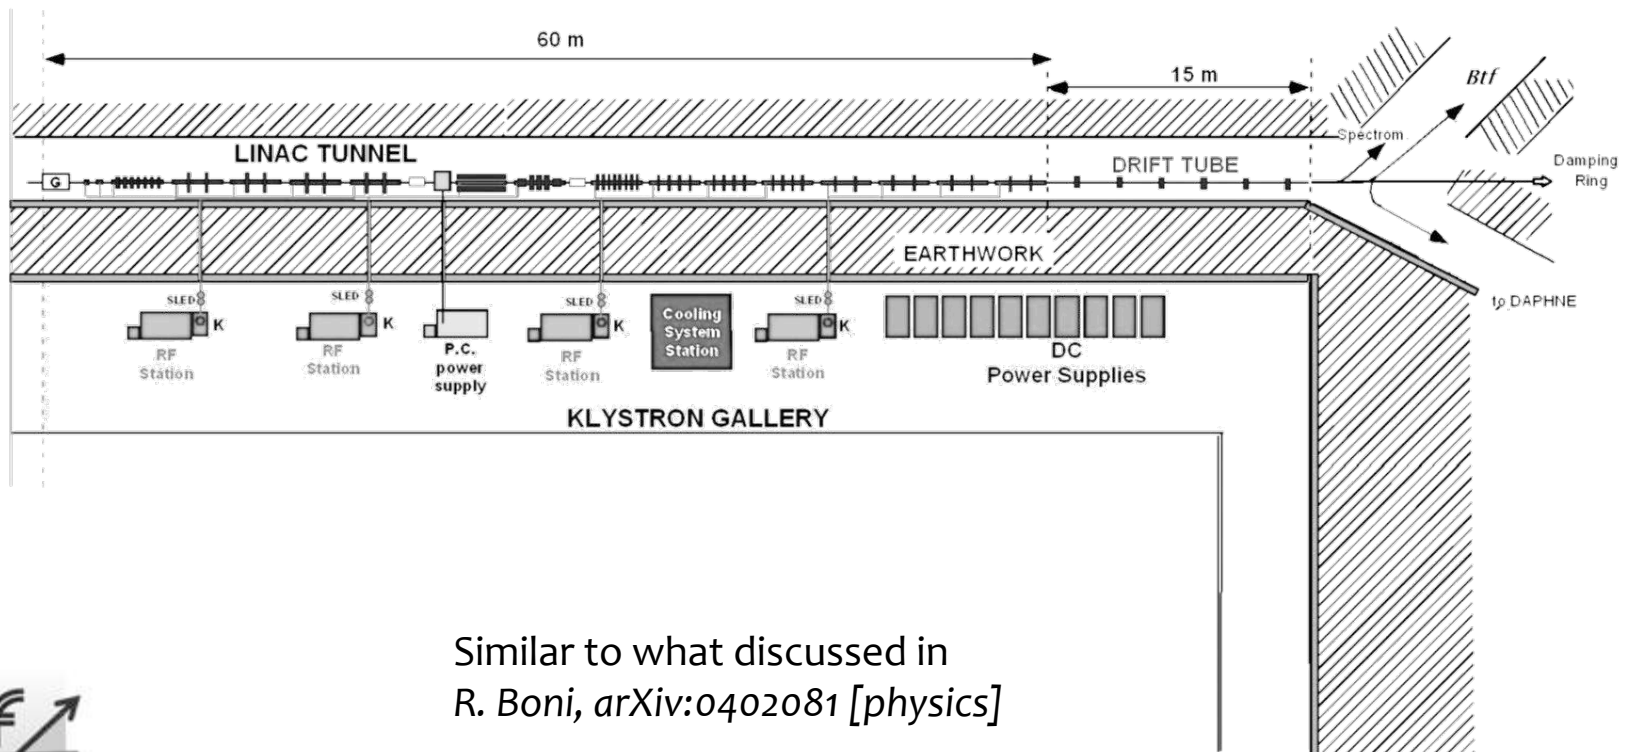 60 m
15 m
Btf
Spectrom.
LINAC TUNNEL
DRIFT TUBE
Damping
Ring
G
EARTHWORK
to DAPHNE
SLED
K
RF
Station
SLED
K
RF
Station
P.C.
power
supply
SLED
K
RF
Station
Cooling
System
Station
SLED
K
RF
Station
DC
Power Supplies
KLYSTRON GALLERY
Similar to what discussed in
R. Boni, arXiv:0402081 [physics]